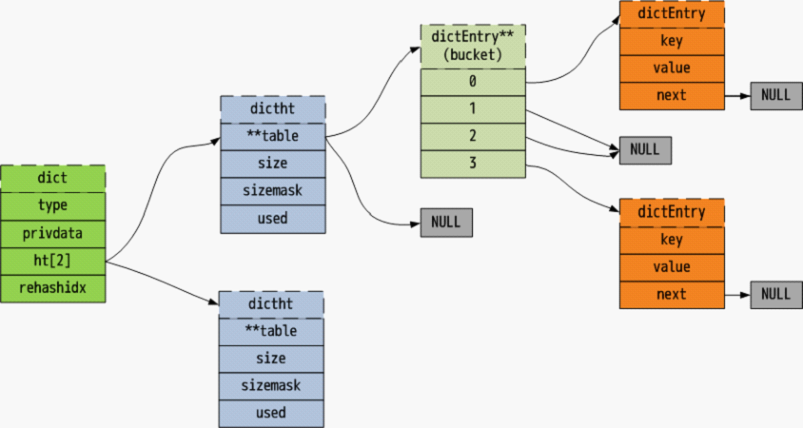 dict
type
privdata
ht[2]
rehashidx
dictht
**table
size
sizemask
used
dictht
**table
size
sizemask
used
dictEntry**
(bucket)
0
1
2
3
NULL
NULL
dictEntry
key
value
next
NULL
dictEntry
key
value
next
NULL